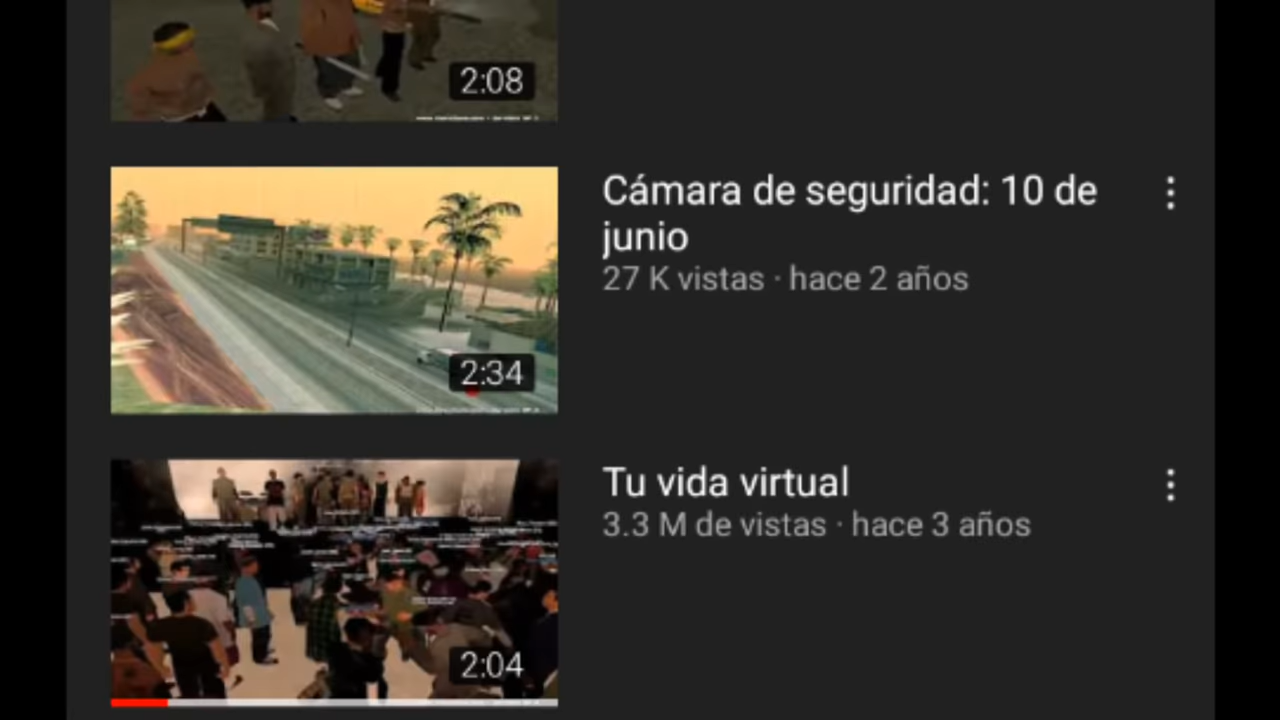 2:08
Cámara de seguridad: 10 de
junio
27 K vistas · hace 2 años
2:34
Tu vida virtual
3.3 M de vistas · hace 3 años
2:04